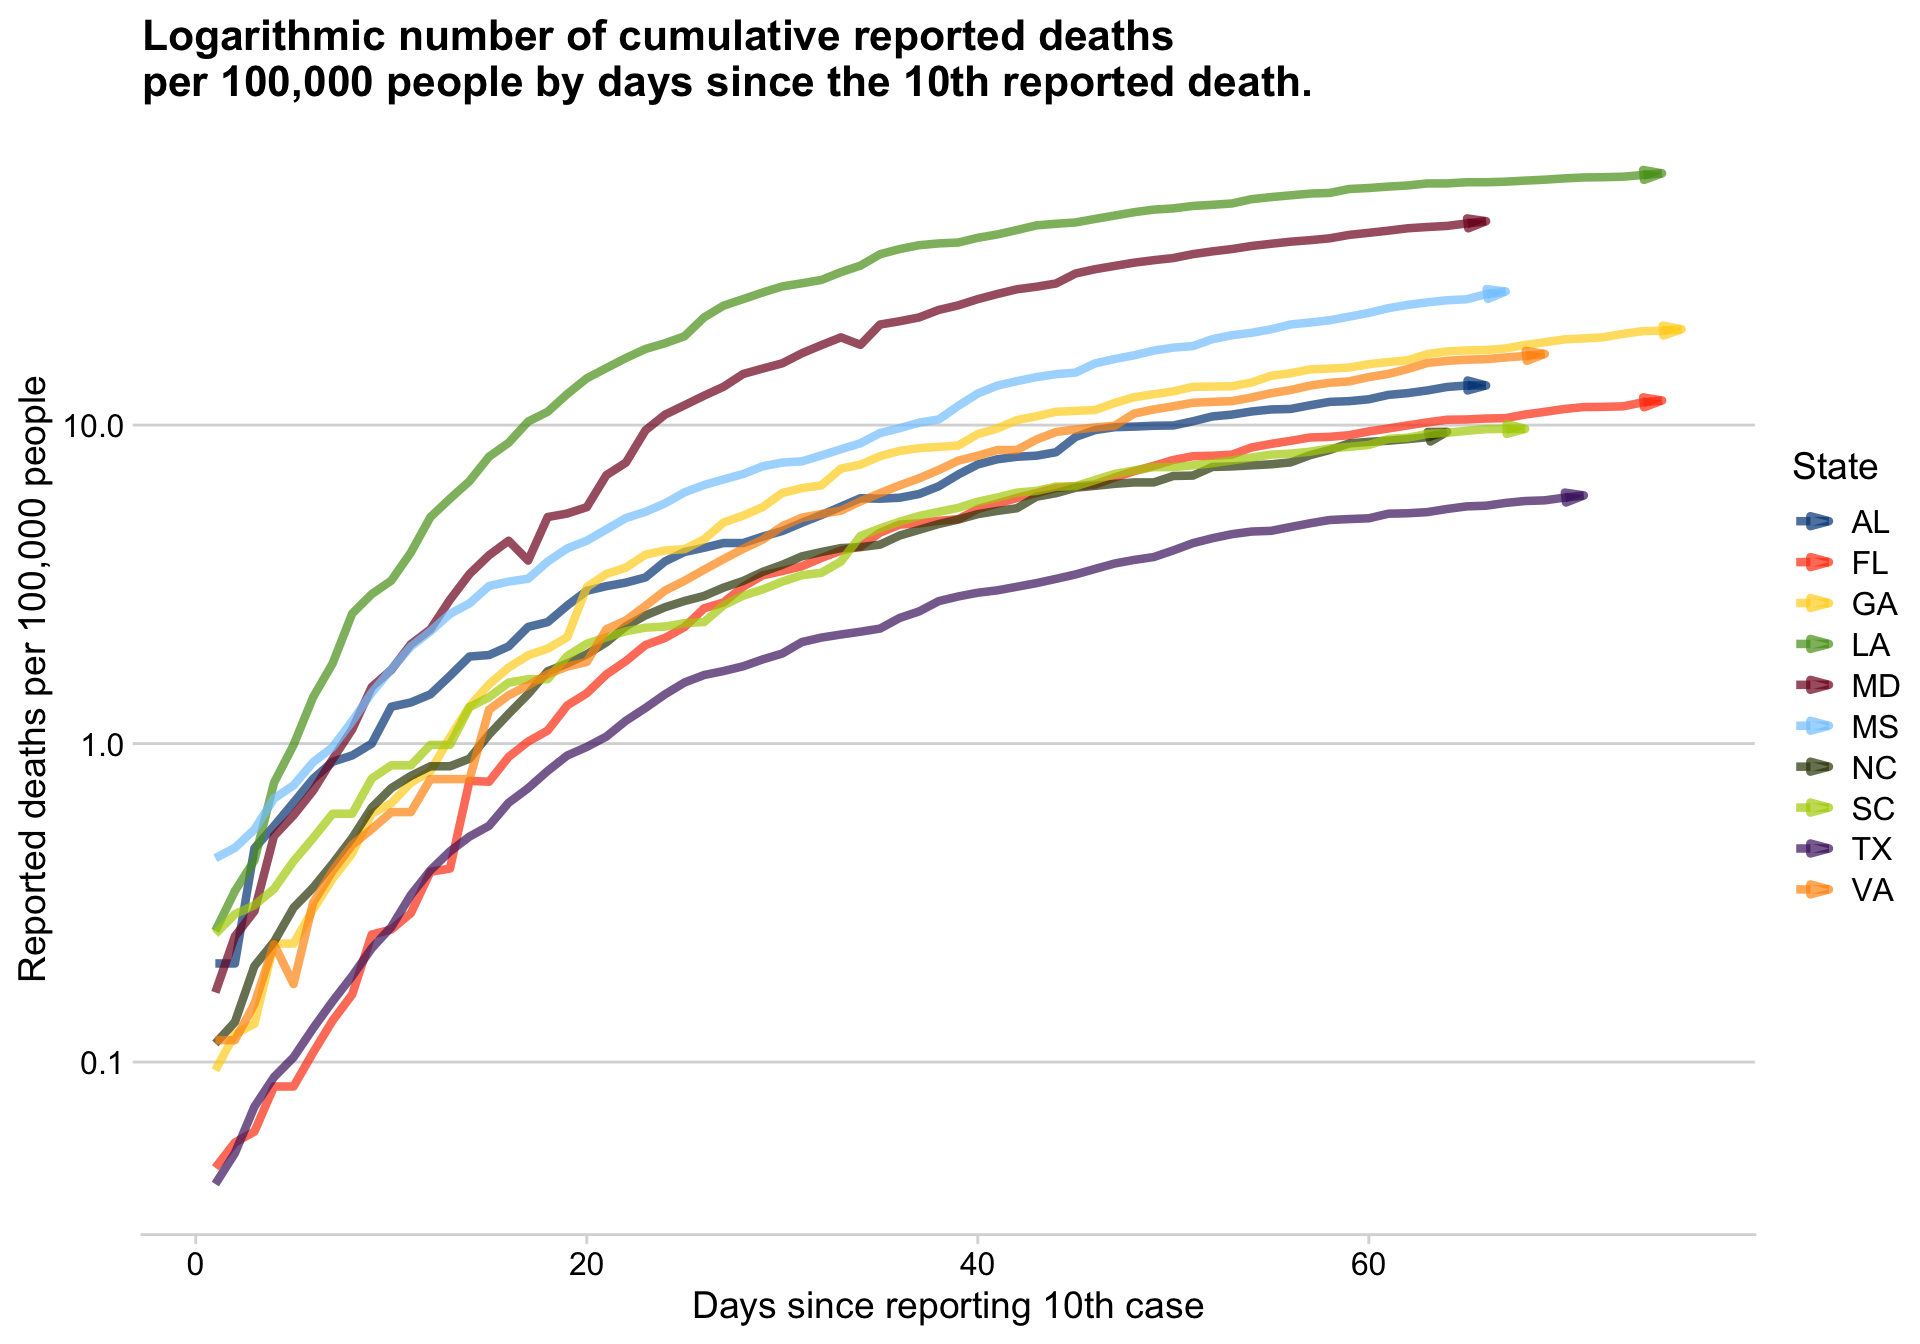 Logarithmic number of cumulative reported deaths
per 100,000 people by days since the 10th reported death.
Reported deaths per 100,000 people
10.0
1.0
0.1
0
20
40
60
Days since reporting 10th case
State
AL
FL
GA
LA
MD
MS
NC
SC
TX
VA